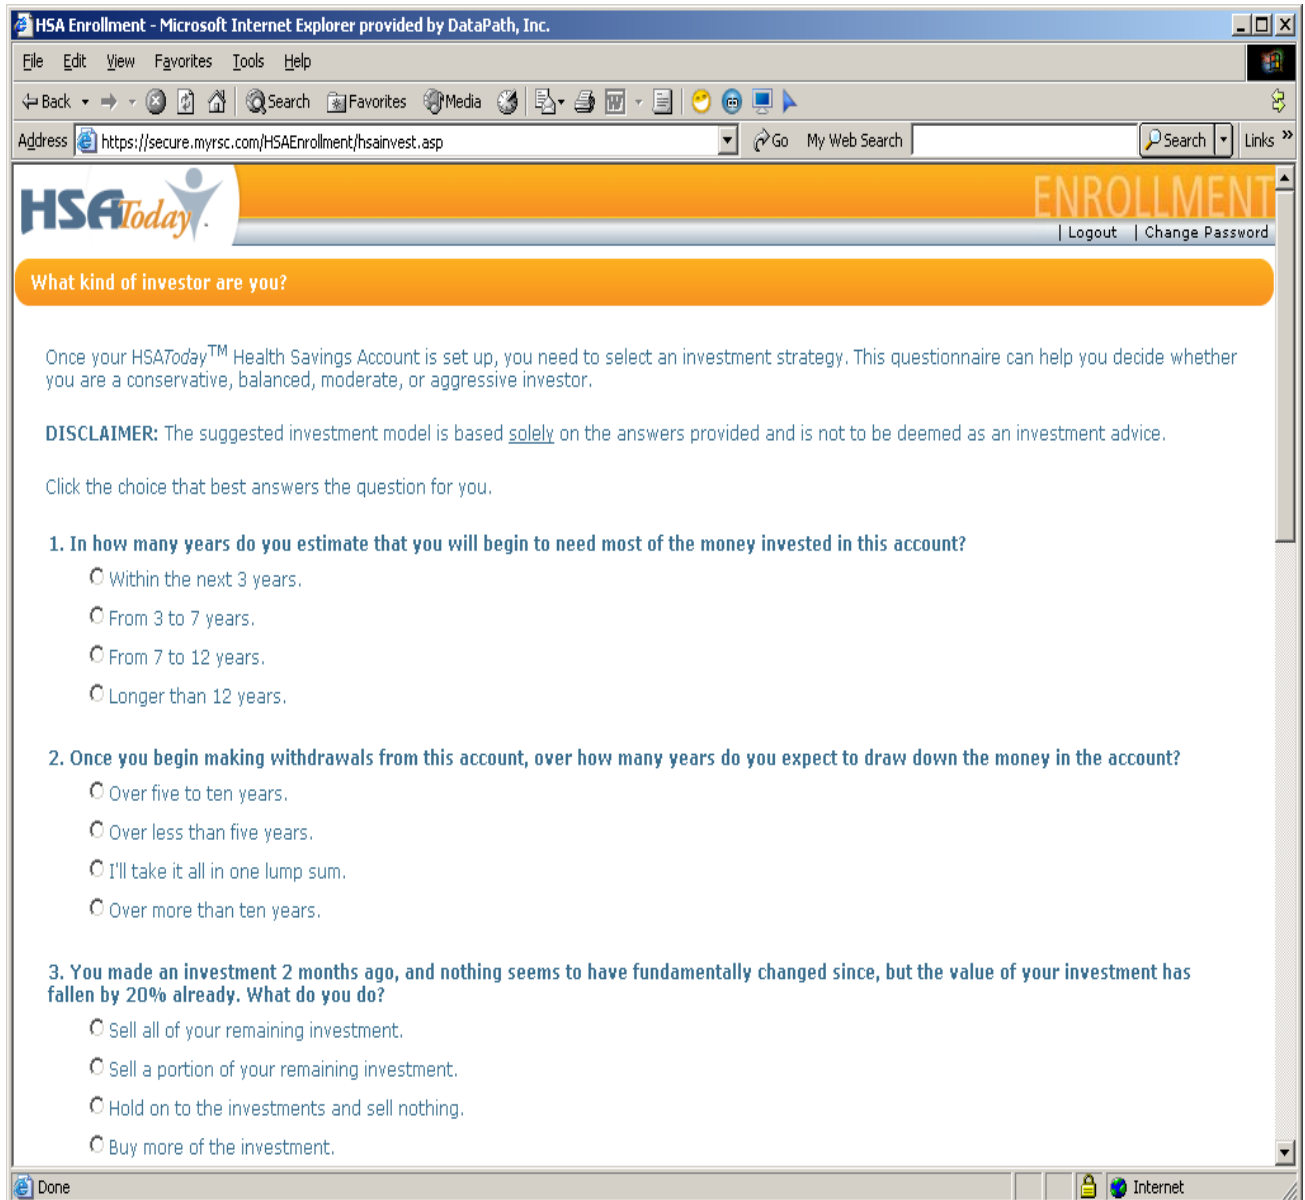 HSA Enrollment - Microsoft Internet Explorer provided by DataPath, Inc.
File Edit View Favorites Tools Help
Back Search Favorites Media
Address https://secure.myrsc.com/HSAEnrollment/hsainvest.asp Go My Web Search Search Links »
HSAToday
ENROLLMENT
| Logout | Change Password
What kind of investor are you?
Once your HSAToday™ Health Savings Account is set up, you need to select an investment strategy. This questionnaire can help you decide whether
you are a conservative, balanced, moderate, or aggressive investor.
DISCLAIMER: The suggested investment model is based solely on the answers provided and is not to be deemed as an investment advice.
Click the choice that best answers the question for you.
1. In how many years do you estimate that you will begin to need most of the money invested in this account?
Within the next 3 years.
From 3 to 7 years.
From 7 to 12 years.
Longer than 12 years.
2. Once you begin making withdrawals from this account, over how many years do you expect to draw down the money in the account?
Over five to ten years.
Over less than five years.
I'll take it all in one lump sum.
Over more than ten years.
3. You made an investment 2 months ago, and nothing seems to have fundamentally changed since, but the value of your investment has
fallen by 20% already. What do you do?
Sell all of your remaining investment.
Sell a portion of your remaining investment.
Hold on to the investments and sell nothing.
Buy more of the investment.
Done Internet